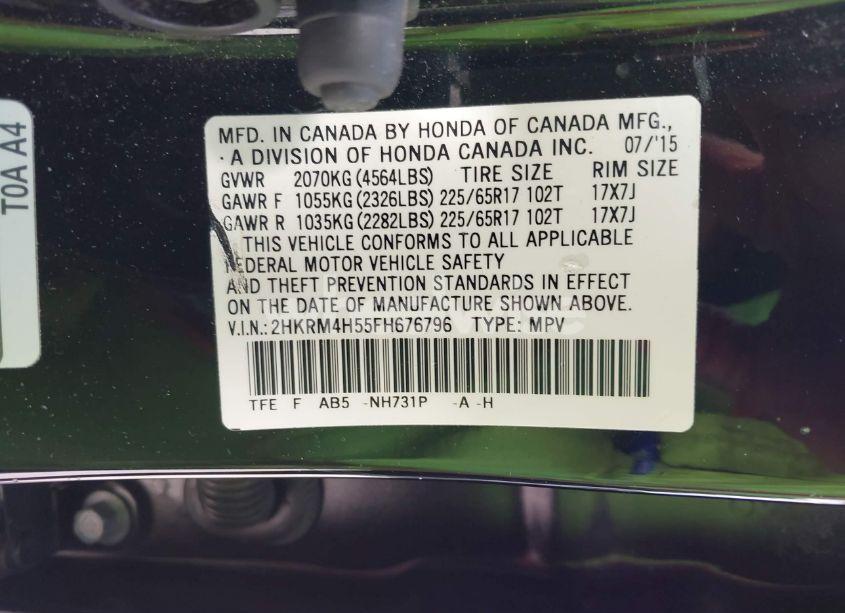 T0A A4
MFD. IN CANADA BY HONDA OF CANADA MFG.,
A DIVISION OF HONDA CANADA INC. 07/'15
GVWR 2070KG (4564LBS) TIRE SIZE RIM SIZE
GAWR F 1055KG (2326LBS) 225/65R17 102T 17X7J
GAWR R 1035KG (2282LBS) 225/65R17 102T 17X7J
THIS VEHICLE CONFORMS TO ALL APPLICABLE
FEDERAL MOTOR VEHICLE SAFETY
AND THEFT PREVENTION STANDARDS IN EFFECT
ON THE DATE OF MANUFACTURE SHOWN ABOVE.
V.I.N.: 2HKRM4H55FH676796 TYPE: MPV
TFE F AB5 -NH731P -A -H